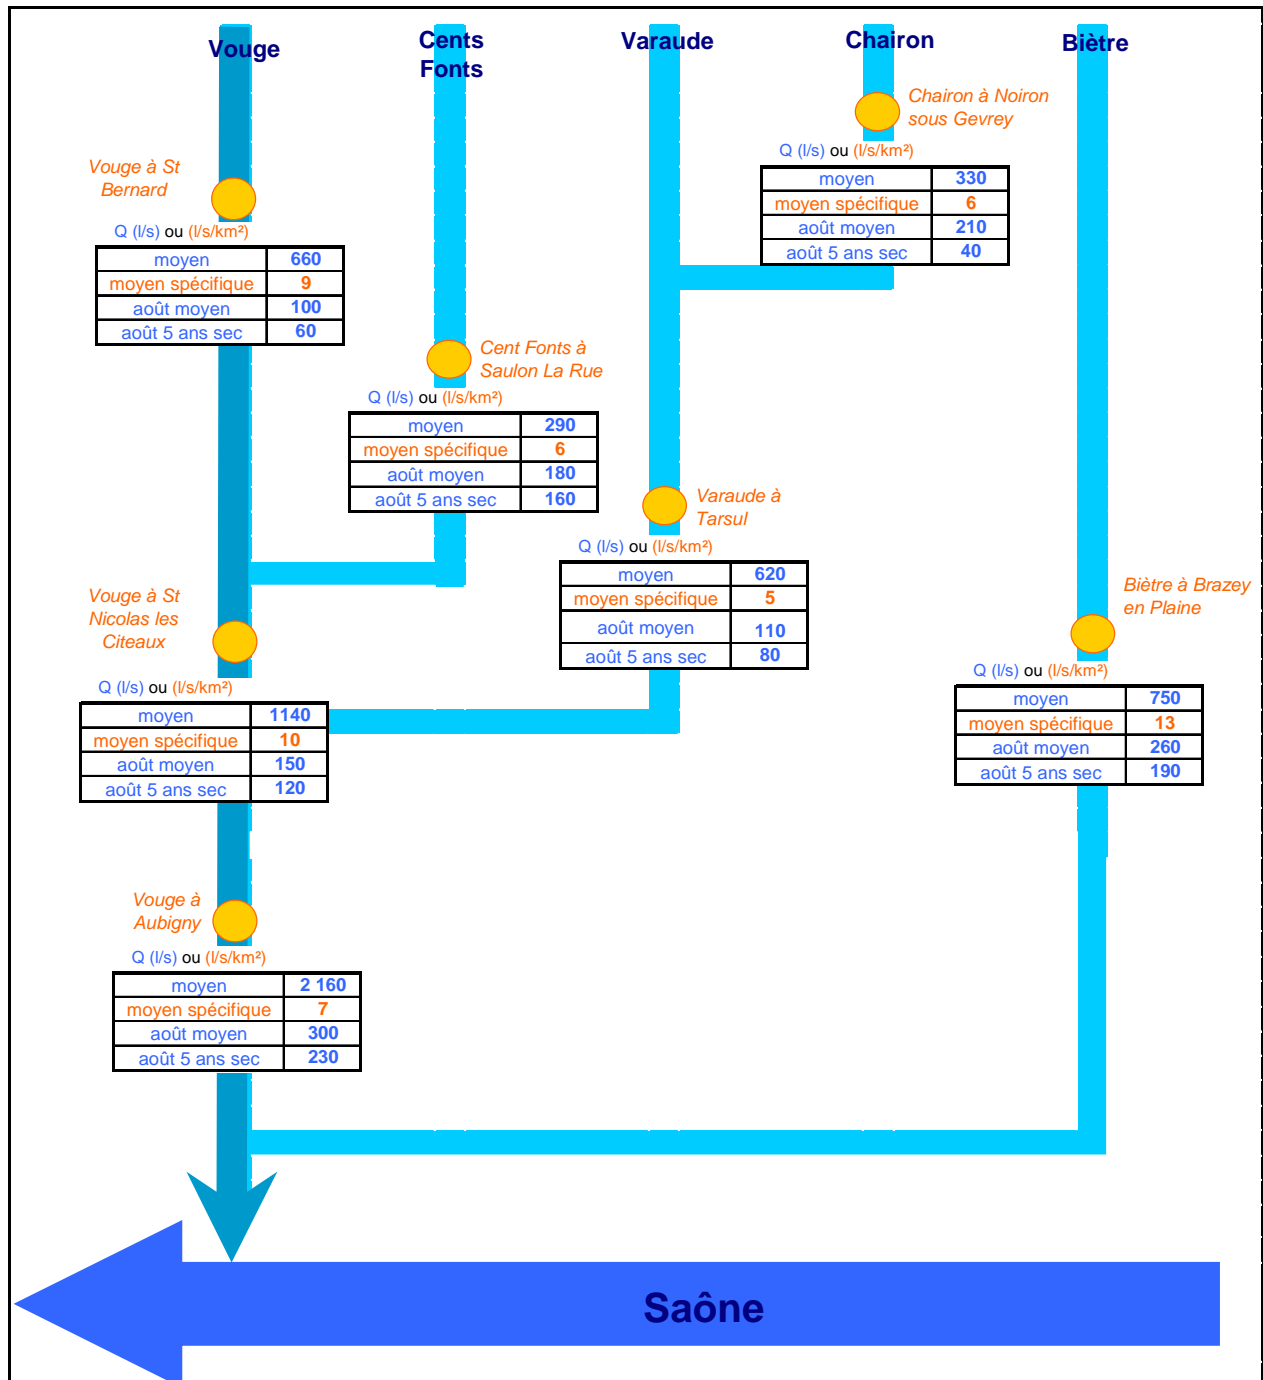 Vouge
Cents
Fonts
Varaude
Chairon
Biètre
Chairon à Noiron
sous Gevrey
Q (l/s) ou (l/s/km²)
moyen 330
moyen spécifique 6
août moyen 210
août 5 ans sec 40
Vouge à St
Bernard
Q (l/s) ou (l/s/km²)
moyen 660
moyen spécifique 9
août moyen 100
août 5 ans sec 60
Cent Fonts à
Saulon La Rue
Q (l/s) ou (l/s/km²)
moyen 290
moyen spécifique 6
août moyen 180
août 5 ans sec 160
Varaude à
Tarsul
Q (l/s) ou (l/s/km²)
moyen 620
moyen spécifique 5
août moyen 110
août 5 ans sec 80
Vouge à St
Nicolas les
Citeaux
Q (l/s) ou (l/s/km²)
moyen 1140
moyen spécifique 10
août moyen 150
août 5 ans sec 120
Biètre à Brazey
en Plaine
Q (l/s) ou (l/s/km²)
moyen 750
moyen spécifique 13
août moyen 260
août 5 ans sec 190
Vouge à
Aubigny
Q (l/s) ou (l/s/km²)
moyen 2 160
moyen spécifique 7
août moyen 300
août 5 ans sec 230
Saône